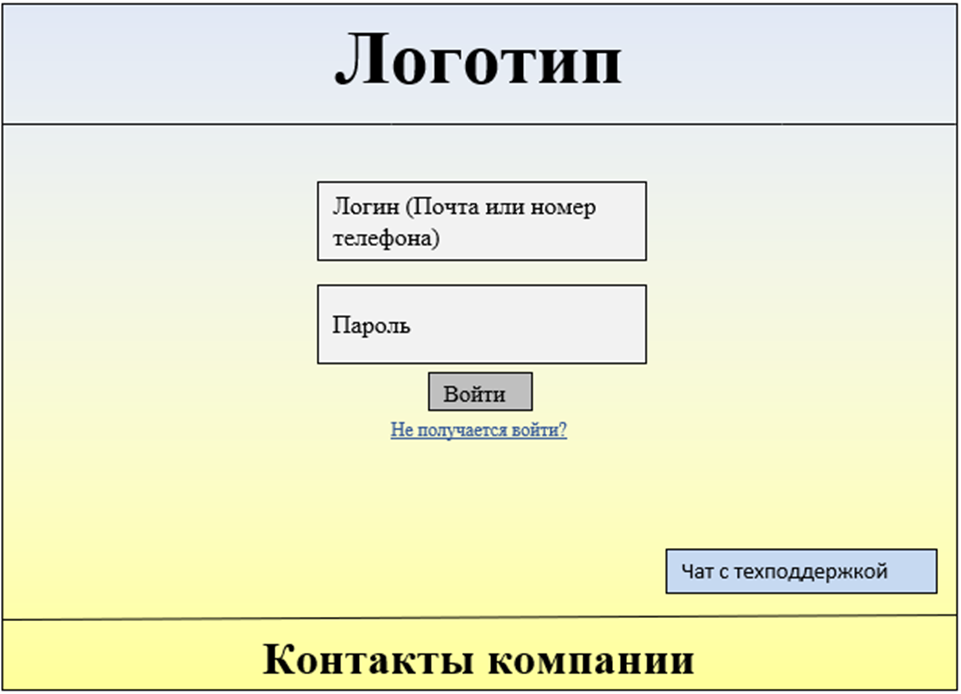 Логотип
Логин (Почта или номер
телефона)
Пароль
Войти
Не получается войти?
Чат с техподдержкой
Контакты компании